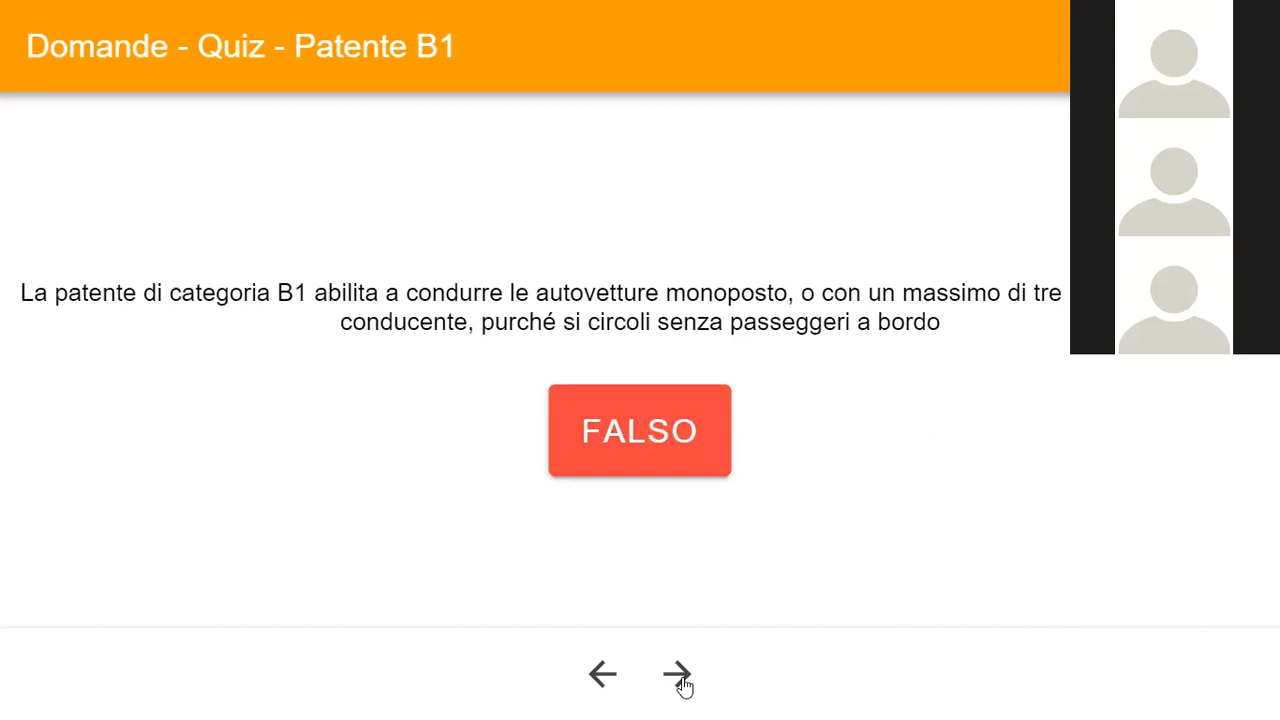 Domande - Quiz - Patente B1
La patente di categoria B1 abilita a condurre le autovetture monoposto, o con un massimo di tre
conducente, purché si circoli senza passeggeri a bordo
FALSO